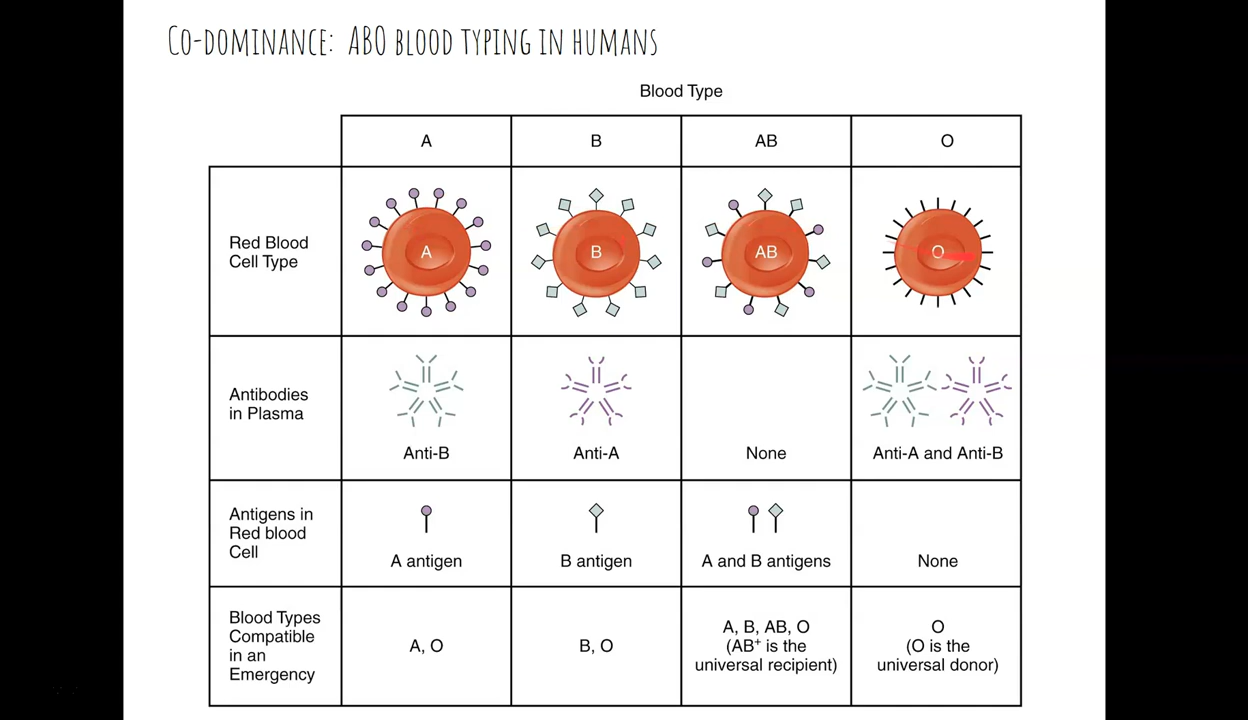 Co-dominance: ABO blood typing in humans
Blood Type
A
B
AB
O
Red Blood
Cell Type
A
B
AB
O
Antibodies
in Plasma
Anti-B
Anti-A
None
Anti-A and Anti-B
Antigens in
Red blood
Cell
A antigen
B antigen
A and B antigens
None
Blood Types
Compatible
in an
Emergency
A, O
B, O
A, B, AB, O
(AB⁺ is the
universal recipient)
O
(O is the
universal donor)